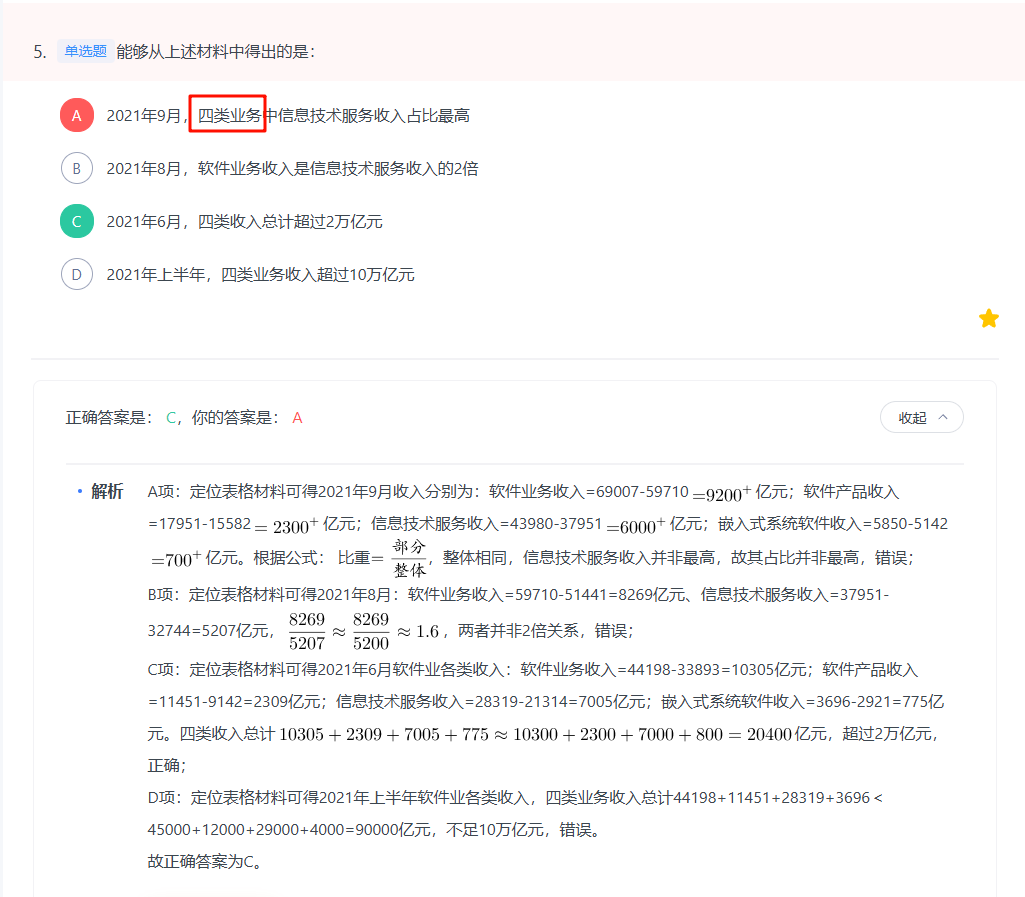 5. 单选题 能够从上述材料中得出的是：
A 2021年9月，四类业务中信息技术服务收入占比最高
B 2021年8月，软件业务收入是信息技术服务收入的2倍
C 2021年6月，四类收入总计超过2万亿元
D 2021年上半年，四类业务收入超过10万亿元
正确答案是： C， 你的答案是： A
收起
解析 A项：定位表格材料可得2021年9月收入分别为：软件业务收入=69007-59710 =9200⁺ 亿元；软件产品收入
=17951-15582 = 2300⁺ 亿元；信息技术服务收入=43980-37951 =6000⁺ 亿元；嵌入式系统软件收入=5850-5142
=700⁺ 亿元。根据公式： 比重= 部分/整体，整体相同，信息技术服务收入并非最高，故其占比并非最高，错误；
B项：定位表格材料可得2021年8月：软件业务收入=59710-51441=8269亿元、信息技术服务收入=37951-
32744=5207亿元， 8269/5207 ≈ 8269/5200 ≈ 1.6 ，两者并非2倍关系，错误；
C项：定位表格材料可得2021年6月软件业各类收入：软件业务收入=44198-33893=10305亿元；软件产品收入
=11451-9142=2309亿元；信息技术服务收入=28319-21314=7005亿元；嵌入式系统软件收入=3696-2921=775亿
元。四类收入总计 10305 + 2309 + 7005 + 775 ≈ 10300 + 2300 + 7000 + 800 = 20400 亿元，超过2万亿元，
正确；
D项：定位表格材料可得2021年上半年软件业各类收入，四类业务收入总计44198+11451+28319+3696 <
45000+12000+29000+4000=90000亿元，不足10万亿元，错误。
故正确答案为C。